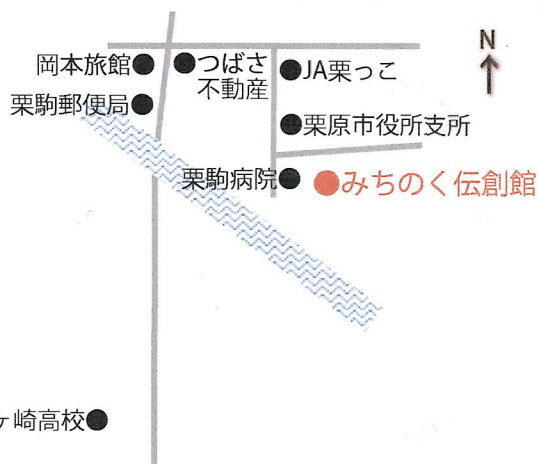 N
岡本旅館
つばさ
不動産
JA栗っこ
栗駒郵便局
栗原市役所支所
栗駒病院
みちのく伝創館
ヶ崎高校